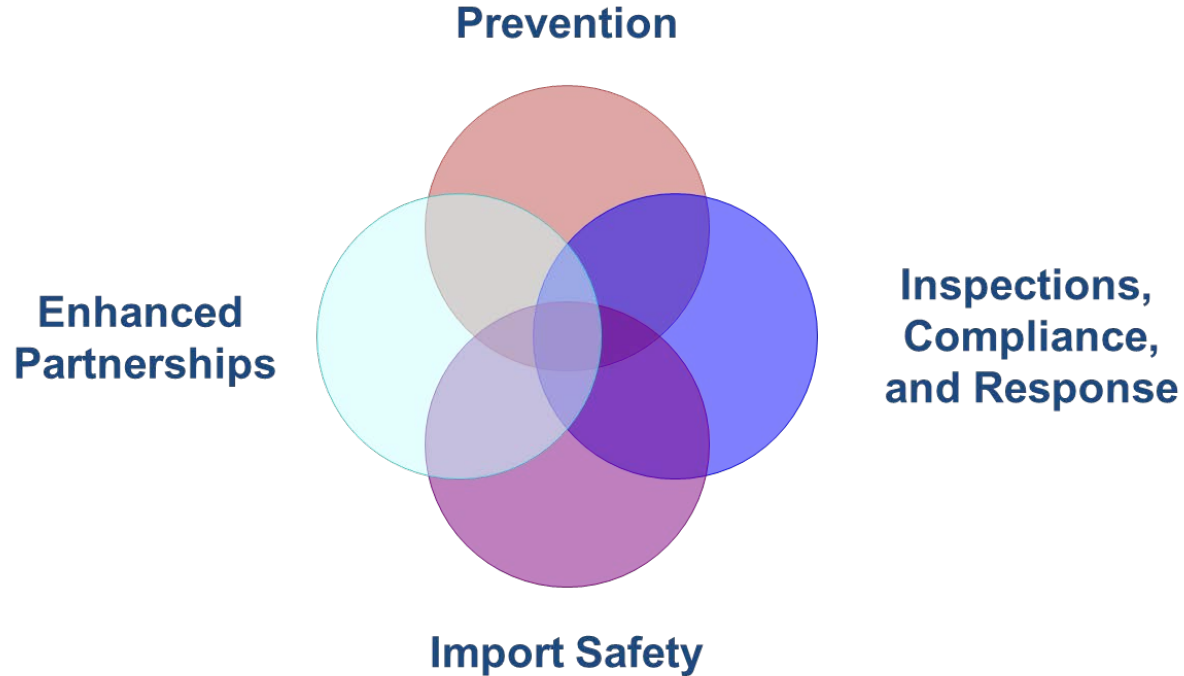 Prevention
Enhanced
Partnerships
Inspections,
Compliance,
and Response
Import Safety